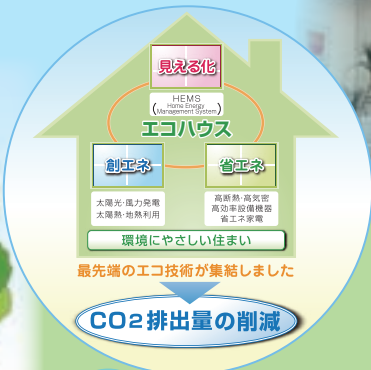 見える化
HEMS
(Home Energy
Management System)
エコハウス
創エネ
省エネ
太陽光・風力発電
太陽熱・地熱利用
高断熱・高気密
高効率設備機器
省エネ家電
環境にやさしい住まい
最先端のエコ技術が集結しました
CO2排出量の削減